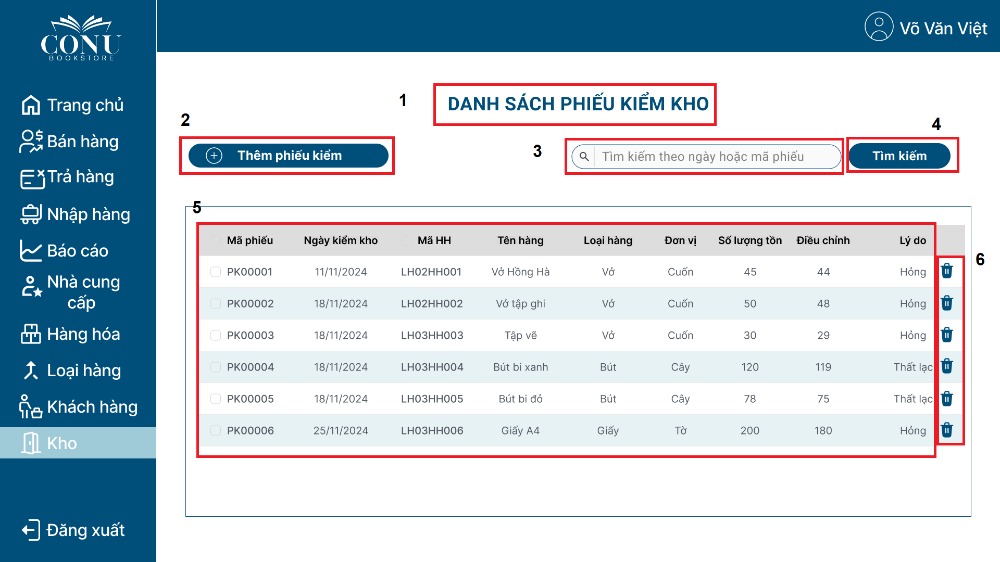 CONU
BOOKSTORE
Võ Văn Việt
Trang chủ
Bán hàng
Trả hàng
Nhập hàng
Báo cáo
Nhà cung
cấp
Hàng hóa
Loại hàng
Khách hàng
Kho
Đăng xuất
1
DANH SÁCH PHIẾU KIỂM KHO
2
Thêm phiếu kiểm
3
Tìm kiếm theo ngày hoặc mã phiếu
4
Tìm kiếm
5
Mã phiếu Ngày kiểm kho Mã HH Tên hàng Loại hàng Đơn vị Số lượng tồn Điều chỉnh Lý do
6
PK00001 11/11/2024 LH02HH001 Vở Hồng Hà Vở Cuốn 45 44 Hỏng
PK00002 18/11/2024 LH02HH002 Vở tập ghi Vở Cuốn 50 48 Hỏng
PK00003 18/11/2024 LH03HH003 Tập vẽ Vở Cuốn 30 29 Hỏng
PK00004 18/11/2024 LH03HH004 Bút bi xanh Bút Cây 120 119 Thất lạc
PK00005 18/11/2024 LH03HH005 Bút bi đỏ Bút Cây 78 75 Thất lạc
PK00006 25/11/2024 LH03HH006 Giấy A4 Giấy Tờ 200 180 Hỏng